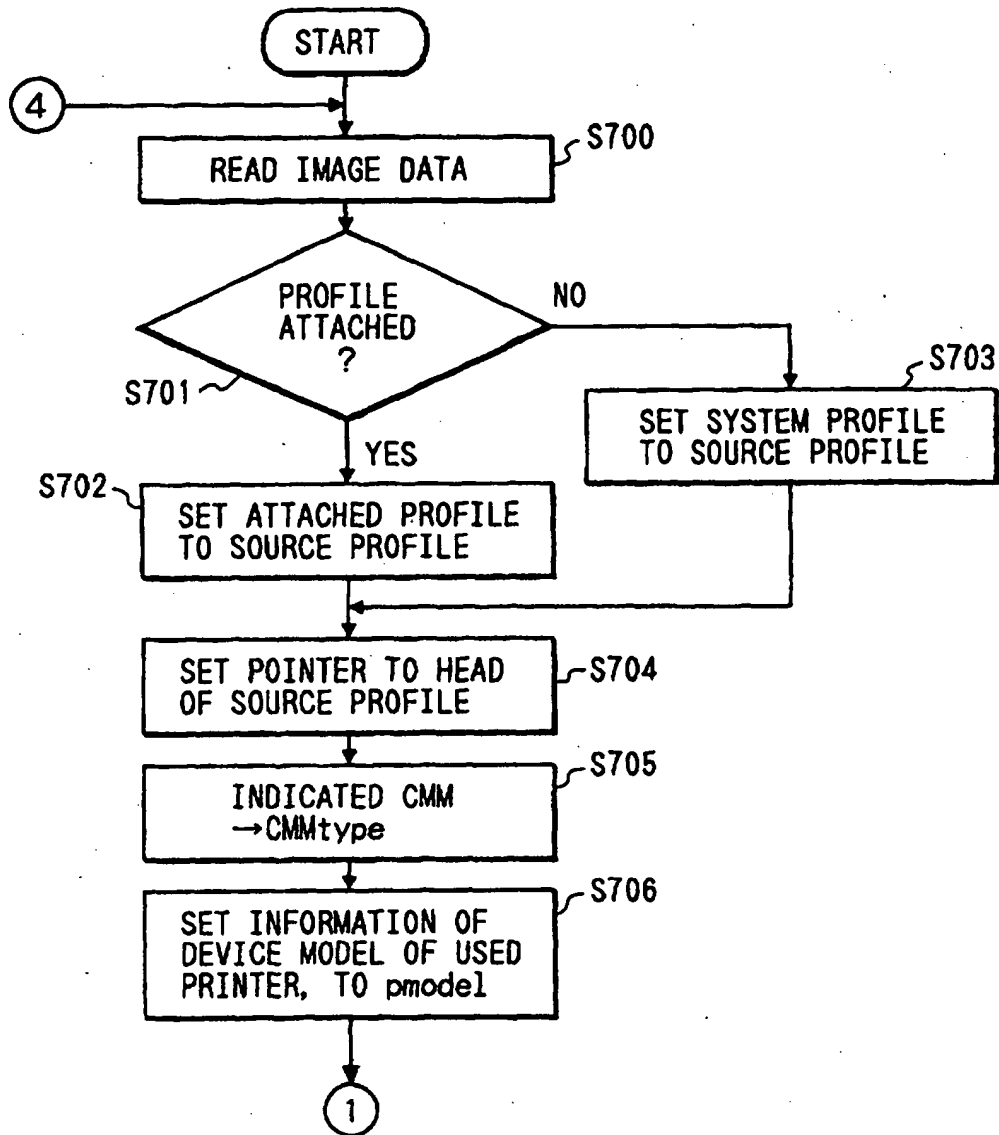 START
4
S700
READ IMAGE DATA
PROFILE
ATTACHED
?
NO
S701
YES
S703
SET SYSTEM PROFILE
TO SOURCE PROFILE
S702
SET ATTACHED PROFILE
TO SOURCE PROFILE
S704
SET POINTER TO HEAD
OF SOURCE PROFILE
S705
INDICATED CMM
→CMMtype
S706
SET INFORMATION OF
DEVICE MODEL OF USED
PRINTER, TO pmodel
1